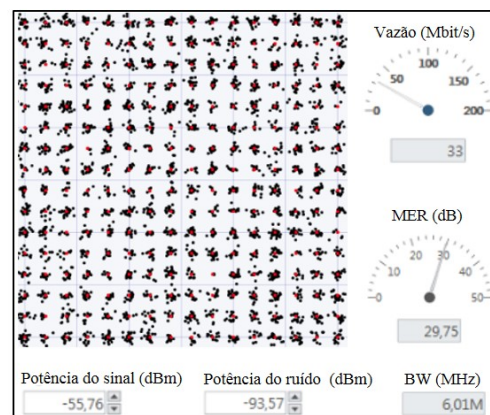 Vazão (Mbit/s)
100
50
150
0
200
33
MER (dB)
20
30
10
40
0
50
29,75
Potência do sinal (dBm)
Potência do ruído (dBm)
BW (MHz)
-55,76
-93,57
6,01M